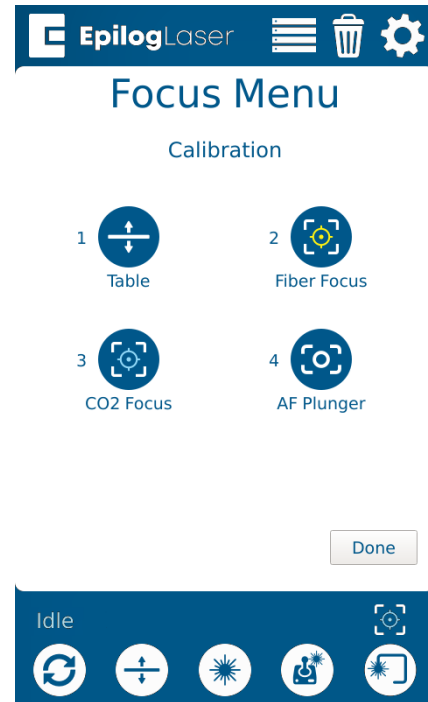 EpilogLaser
Focus Menu
Calibration
1
Table
2
Fiber Focus
3
CO2 Focus
4
AF Plunger
Done
Idle